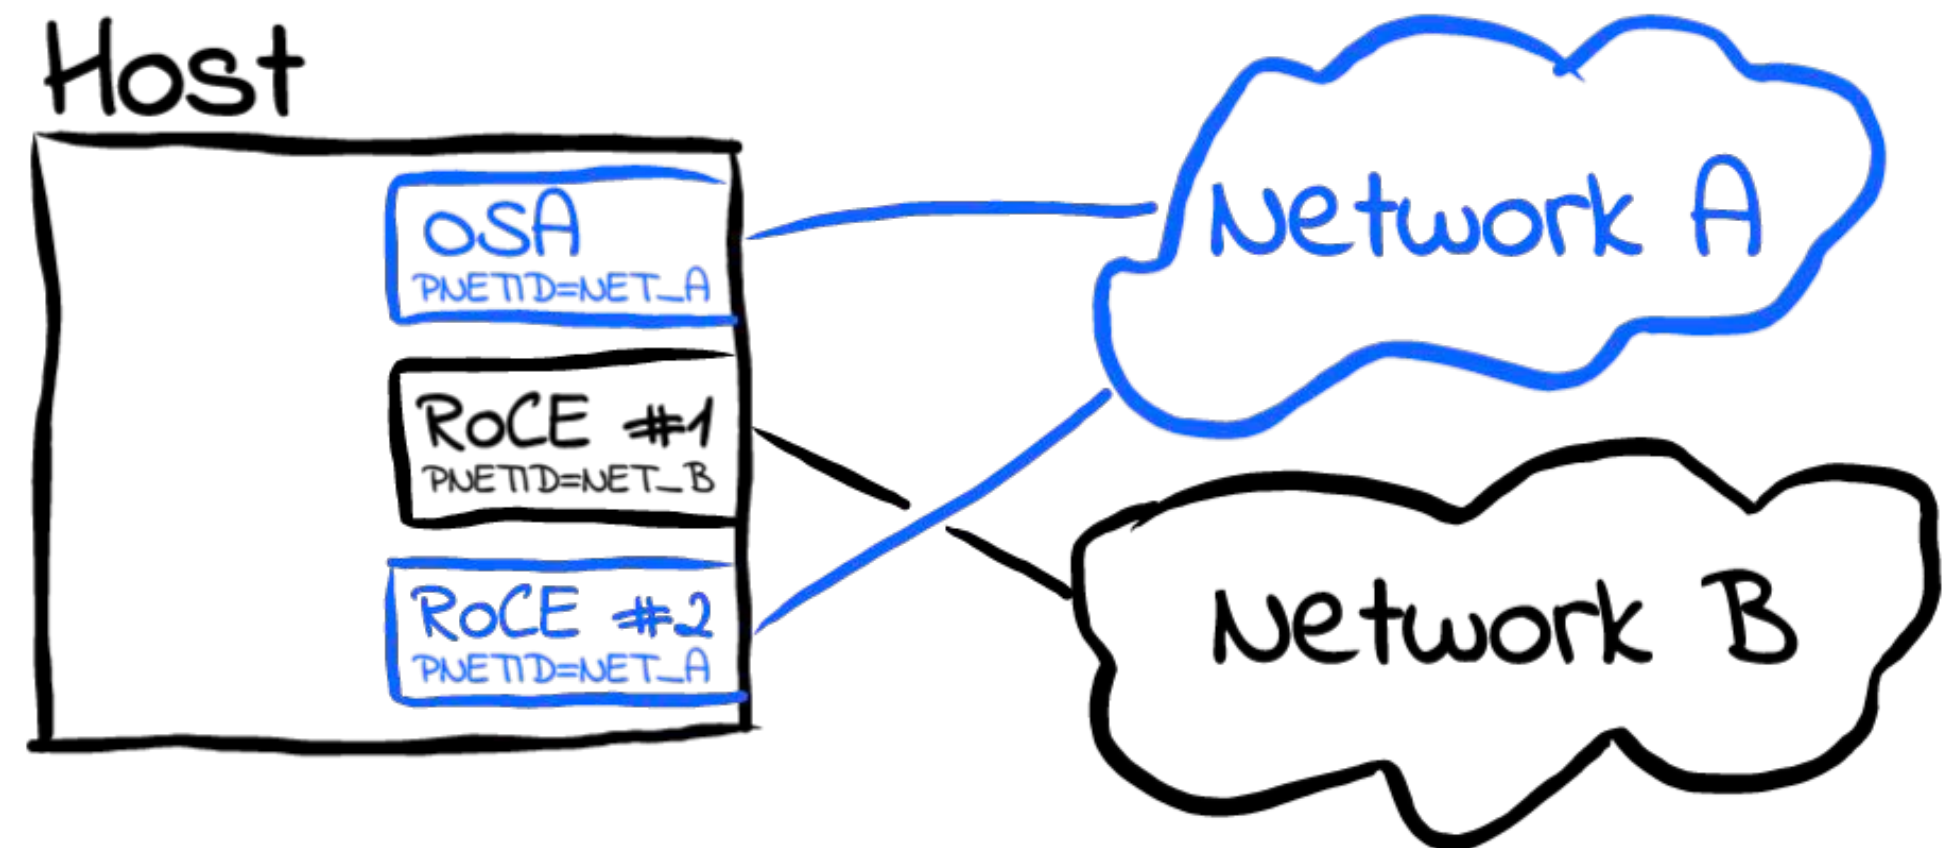 Host
OSA
PNETID=NET_A
RoCE #1
PNETID=NET_B
RoCE #2
PNETID=NET_A
Network A
Network B